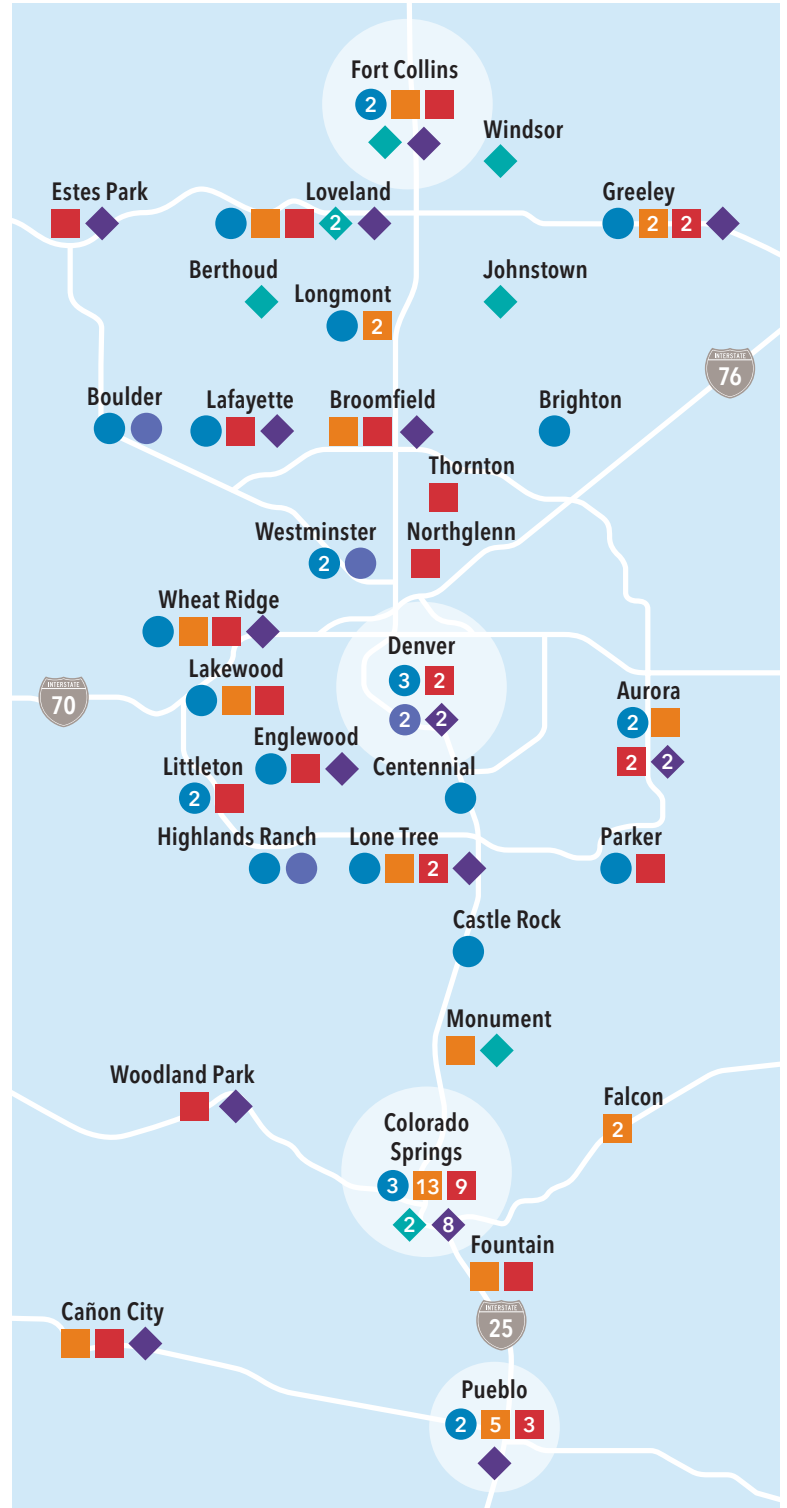 Fort Collins
2
Windsor
Estes Park
Loveland
2
Greeley
2 2
Berthoud
Johnstown
Longmont
2
INTERSTATE
76
Boulder
Lafayette
Broomfield
Brighton
Thornton
Westminster
2
Northglenn
Wheat Ridge
Denver
3 2
2 2
Lakewood
INTERSTATE
70
Aurora
2
2 2
Englewood
Littleton
2
Centennial
Highlands Ranch
Lone Tree
2
Parker
Castle Rock
Monument
Woodland Park
Falcon
2
Colorado
Springs
3 13 9
2 8
Fountain
INTERSTATE
25
Cañon City
Pueblo
2 5 3